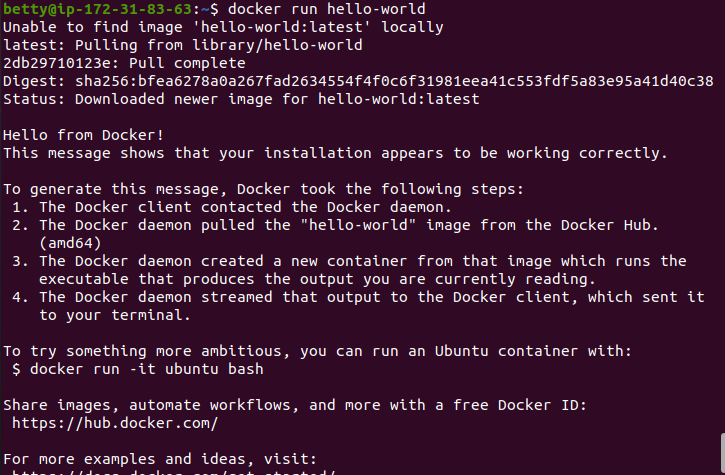 betty@ip-172-31-83-63:~$ docker run hello-world
Unable to find image 'hello-world:latest' locally
latest: Pulling from library/hello-world
2db29710123e: Pull complete
Digest: sha256:bfea6278a0a267fad2634554f4f0c6f31981eea41c553fdf5a83e95a41d40c38
Status: Downloaded newer image for hello-world:latest

Hello from Docker!
This message shows that your installation appears to be working correctly.

To generate this message, Docker took the following steps:
 1. The Docker client contacted the Docker daemon.
 2. The Docker daemon pulled the "hello-world" image from the Docker Hub.
    (amd64)
 3. The Docker daemon created a new container from that image which runs the
    executable that produces the output you are currently reading.
 4. The Docker daemon streamed that output to the Docker client, which sent it
    to your terminal.

To try something more ambitious, you can run an Ubuntu container with:
 $ docker run -it ubuntu bash

Share images, automate workflows, and more with a free Docker ID:
 https://hub.docker.com/

For more examples and ideas, visit: